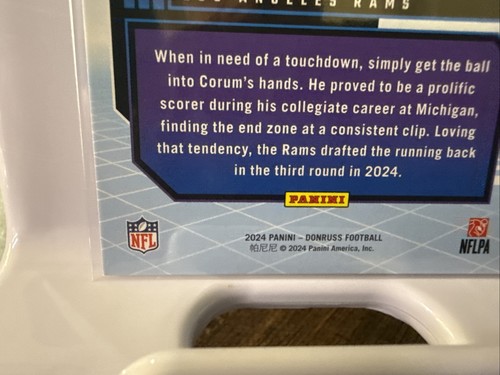 LOS ANGELES RAMS
When in need of a touchdown, simply get the ball
into Corum's hands. He proved to be a prolific
scorer during his collegiate career at Michigan,
finding the end zone at a consistent clip. Loving
that tendency, the Rams drafted the running back
in the third round in 2024.
PANINI
NFL
2024 PANINI – DONRUSS FOOTBALL
帕尼尼 © 2024 Panini America, Inc.
NFLPA